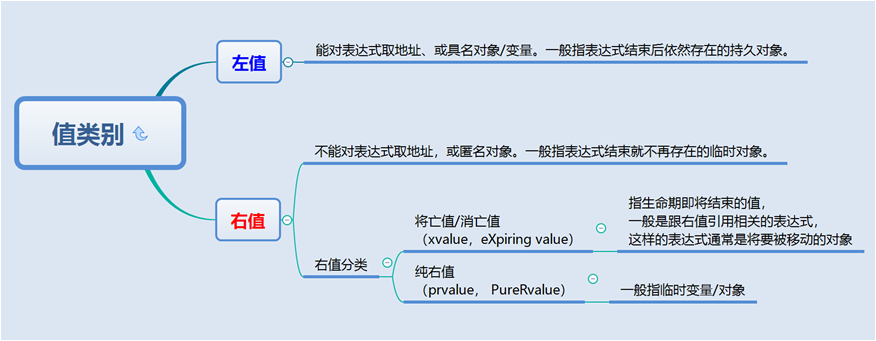 值类别
左值
能对表达式取地址、或具名对象/变量。一般指表达式结束后依然存在的持久对象。
右值
不能对表达式取地址，或匿名对象。一般指表达式结束就不再存在的临时对象。
右值分类
将亡值/消亡值
（xvalue，eXpiring value）
指生命期即将结束的值，
一般是跟右值引用相关的表达式，
这样的表达式通常是将要被移动的对象
纯右值
（prvalue， PureRvalue）
一般指临时变量/对象